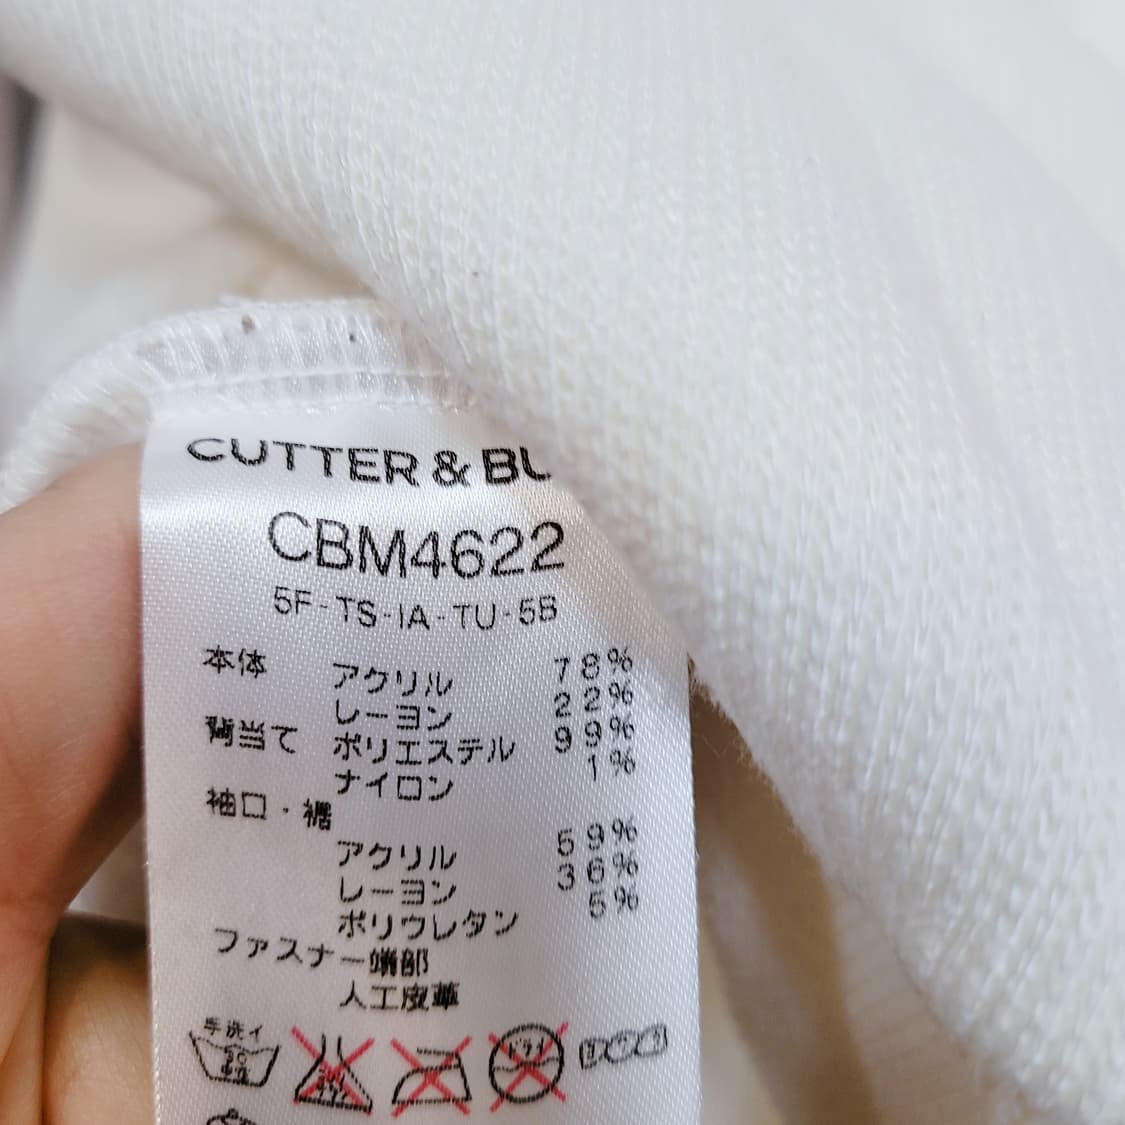 CUTTER & BU
CBM4622
5F-TS-IA-TU-5B
本体 アクリル 78%
レーヨン 22%
背当て ポリエステル 99%
ナイロン 1%
袖口・裾
アクリル 59%
レーヨン 36%
ポリウレタン 5%
ファスナー端部
人工皮革
手洗イ
ドライ